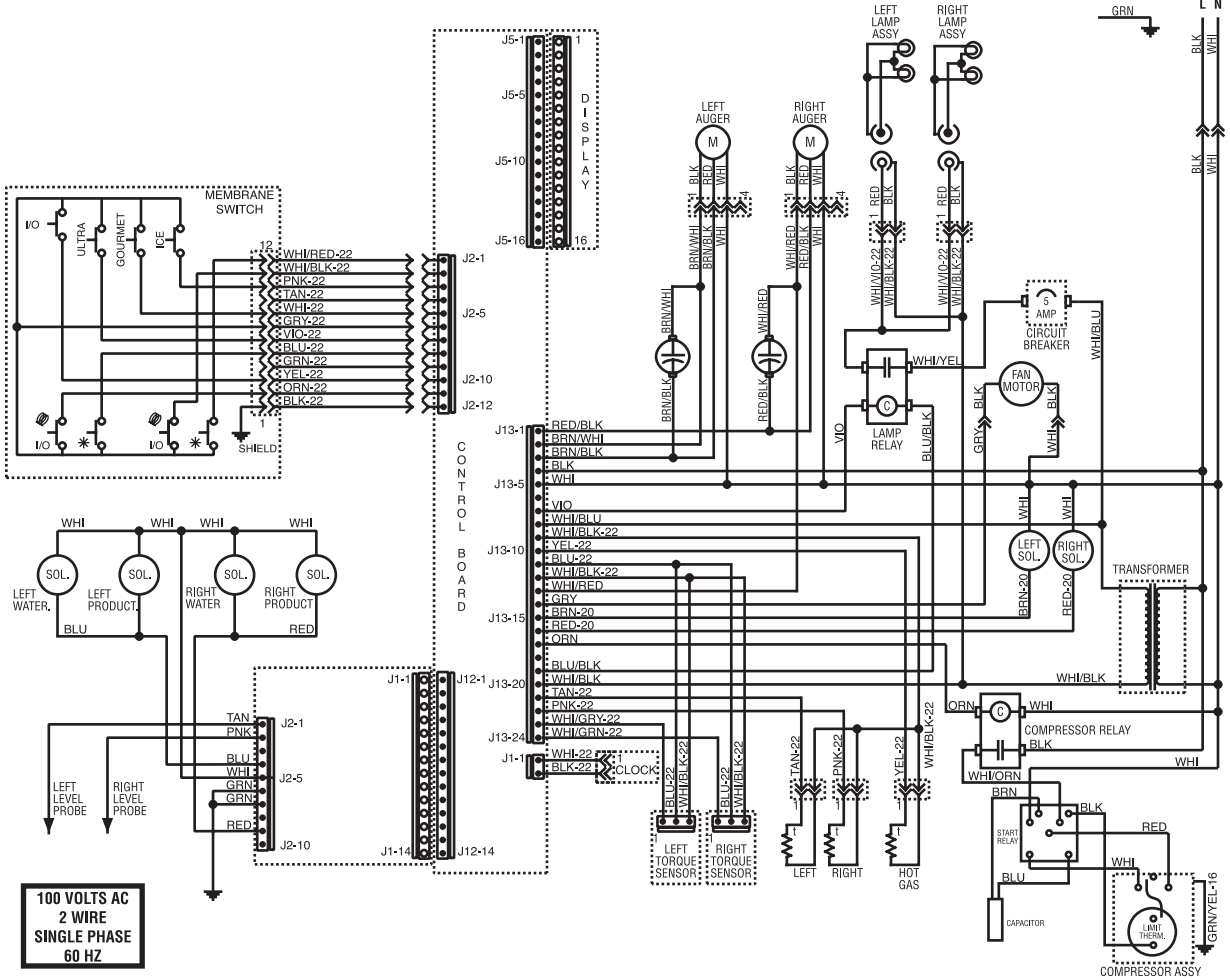 LEFT
LAMP
ASSY
RIGHT
LAMP
ASSY
GRN
L N
BLK
WHI
BLK
WHI
J5-1
J5-5
J5-10
J5-16
1
16
DISPLAY
LEFT
AUGER
M
RIGHT
AUGER
M
BLK
RED
WHI
BLK
RED
WHI
1
4
1
4
BRN/WHI
BRN/BLK
WHI
WHI/RED
RED/BLK
WHI
RED
BLK
RED
BLK
1
1
WHI/VIO-22
WHI/BLK-22
WHI/VIO-22
WHI/BLK-22
MEMBRANE
SWITCH
I/O
ULTRA
GOURMET
ICE
12
WHI/RED-22
WHI/BLK-22
PNK-22
TAN-22
WHI-22
GRY-22
VIO-22
BLU-22
GRN-22
YEL-22
ORN-22
BLK-22
1
I/O
I/O
SHIELD
J2-1
J2-5
J2-10
J2-12
BRN/WHI
BRN/BLK
WHI/RED
RED/BLK
5
AMP
CIRCUIT
BREAKER
WHI/BLU
WHI/YEL
C
LAMP
RELAY
VIO
BLU/BLK
FAN
MOTOR
BLK
BLK
GRY
WHI
CONTROL BOARD
J13-1
J13-5
J13-10
J13-15
J13-20
J13-24
RED/BLK
BRN/WHI
BRN/BLK
BLK
WHI
VIO
WHI/BLU
WHI/BLK-22
YEL-22
BLU-22
WHI/BLK-22
WHI/RED
GRY
BRN-20
RED-20
ORN
BLU/BLK
WHI/BLK
TAN-22
PNK-22
WHI/GRY-22
WHI/GRN-22
J1-1
WHI-22
BLK-22
1
CLOCK
WHI
WHI
LEFT
SOL.
RIGHT
SOL.
BRN-20
RED-20
TRANSFORMER
WHI/BLK
WHI
WHI
WHI
WHI
SOL.
SOL.
SOL.
SOL.
LEFT
WATER.
LEFT
PRODUCT.
RIGHT
WATER
RIGHT
PRODUCT
BLU
RED
TAN
PNK
BLU
WHI
GRN
GRN
RED
J2-1
J2-5
J2-10
J1-1
J1-14
J12-1
J12-14
LEFT
LEVEL
PROBE
RIGHT
LEVEL
PROBE
BLU-22
WHI/BLK-22
BLU-22
WHI/BLK-22
1
LEFT
TORQUE
SENSOR
1
RIGHT
TORQUE
SENSOR
TAN-22
PNK-22
YEL-22
WHI/BLK-22
1
1
1
t
t
t
LEFT
RIGHT
HOT
GAS
ORN
C
WHI
COMPRESSOR RELAY
BLK
WHI
WHI/ORN
BRN
BLK
START
RELAY
RED
WHI
BLU
CAPACITOR
LIMIT
THERM.
GRN/YEL-16
COMPRESSOR ASSY
100 VOLTS AC
2 WIRE
SINGLE PHASE
60 HZ